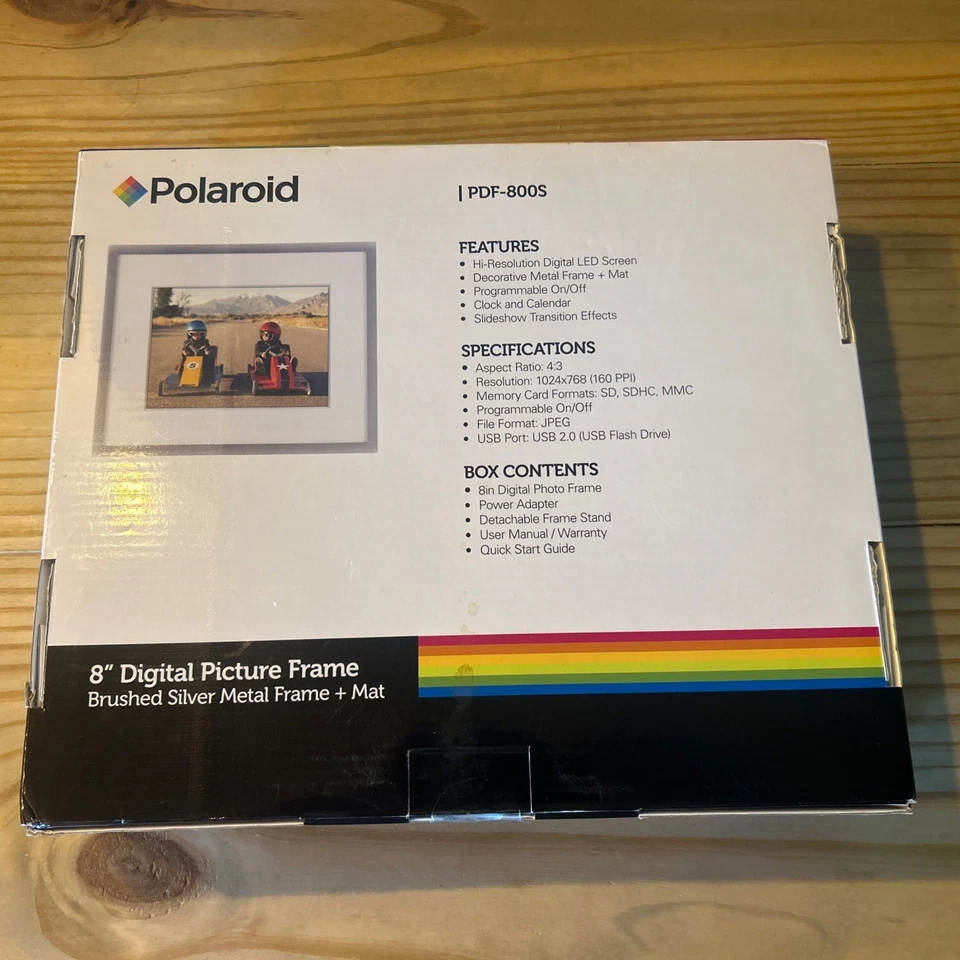 Polaroid
| PDF-800S
FEATURES
• Hi-Resolution Digital LED Screen
• Decorative Metal Frame + Mat
• Programmable On/Off
• Clock and Calendar
• Slideshow Transition Effects
SPECIFICATIONS
• Aspect Ratio: 4:3
• Resolution: 1024x768 (160 PPI)
• Memory Card Formats: SD, SDHC, MMC
• Programmable On/Off
• File Format: JPEG
• USB Port: USB 2.0 (USB Flash Drive)
BOX CONTENTS
• 8in Digital Photo Frame
• Power Adapter
• Detachable Frame Stand
• User Manual / Warranty
• Quick Start Guide
5
8” Digital Picture Frame
Brushed Silver Metal Frame + Mat